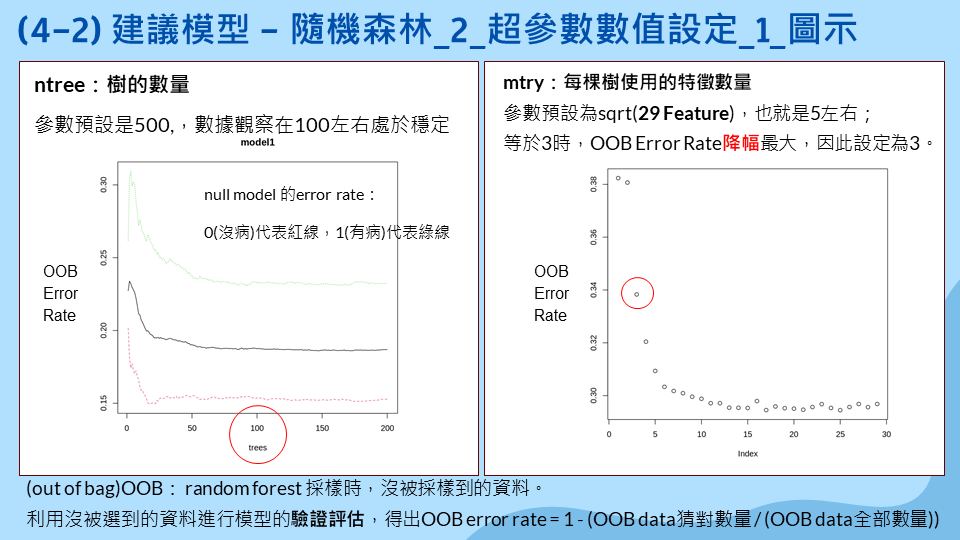 (4–2) 建議模型 – 隨機森林_2_超參數數值設定_1_圖示
ntree：樹的數量
參數預設是500,，數據觀察在100左右處於穩定
model1
null model 的error rate：
0(沒病)代表紅線，1(有病)代表綠線
OOB
Error
Rate
0.30
0.25
0.20
0.15
0 50 100 150 200
trees
mtry：每棵樹使用的特徵數量
參數預設為sqrt(29 Feature)，也就是5左右；
等於3時，OOB Error Rate降幅最大，因此設定為3。
OOB
Error
Rate
0.38
0.36
0.34
0.32
0.30
0 5 10 15 20 25 30
Index
(out of bag)OOB： random forest 採樣時，沒被採樣到的資料。
利用沒被選到的資料進行模型的驗證評估，得出OOB error rate = 1 - (OOB data猜對數量 / (OOB data全部數量))